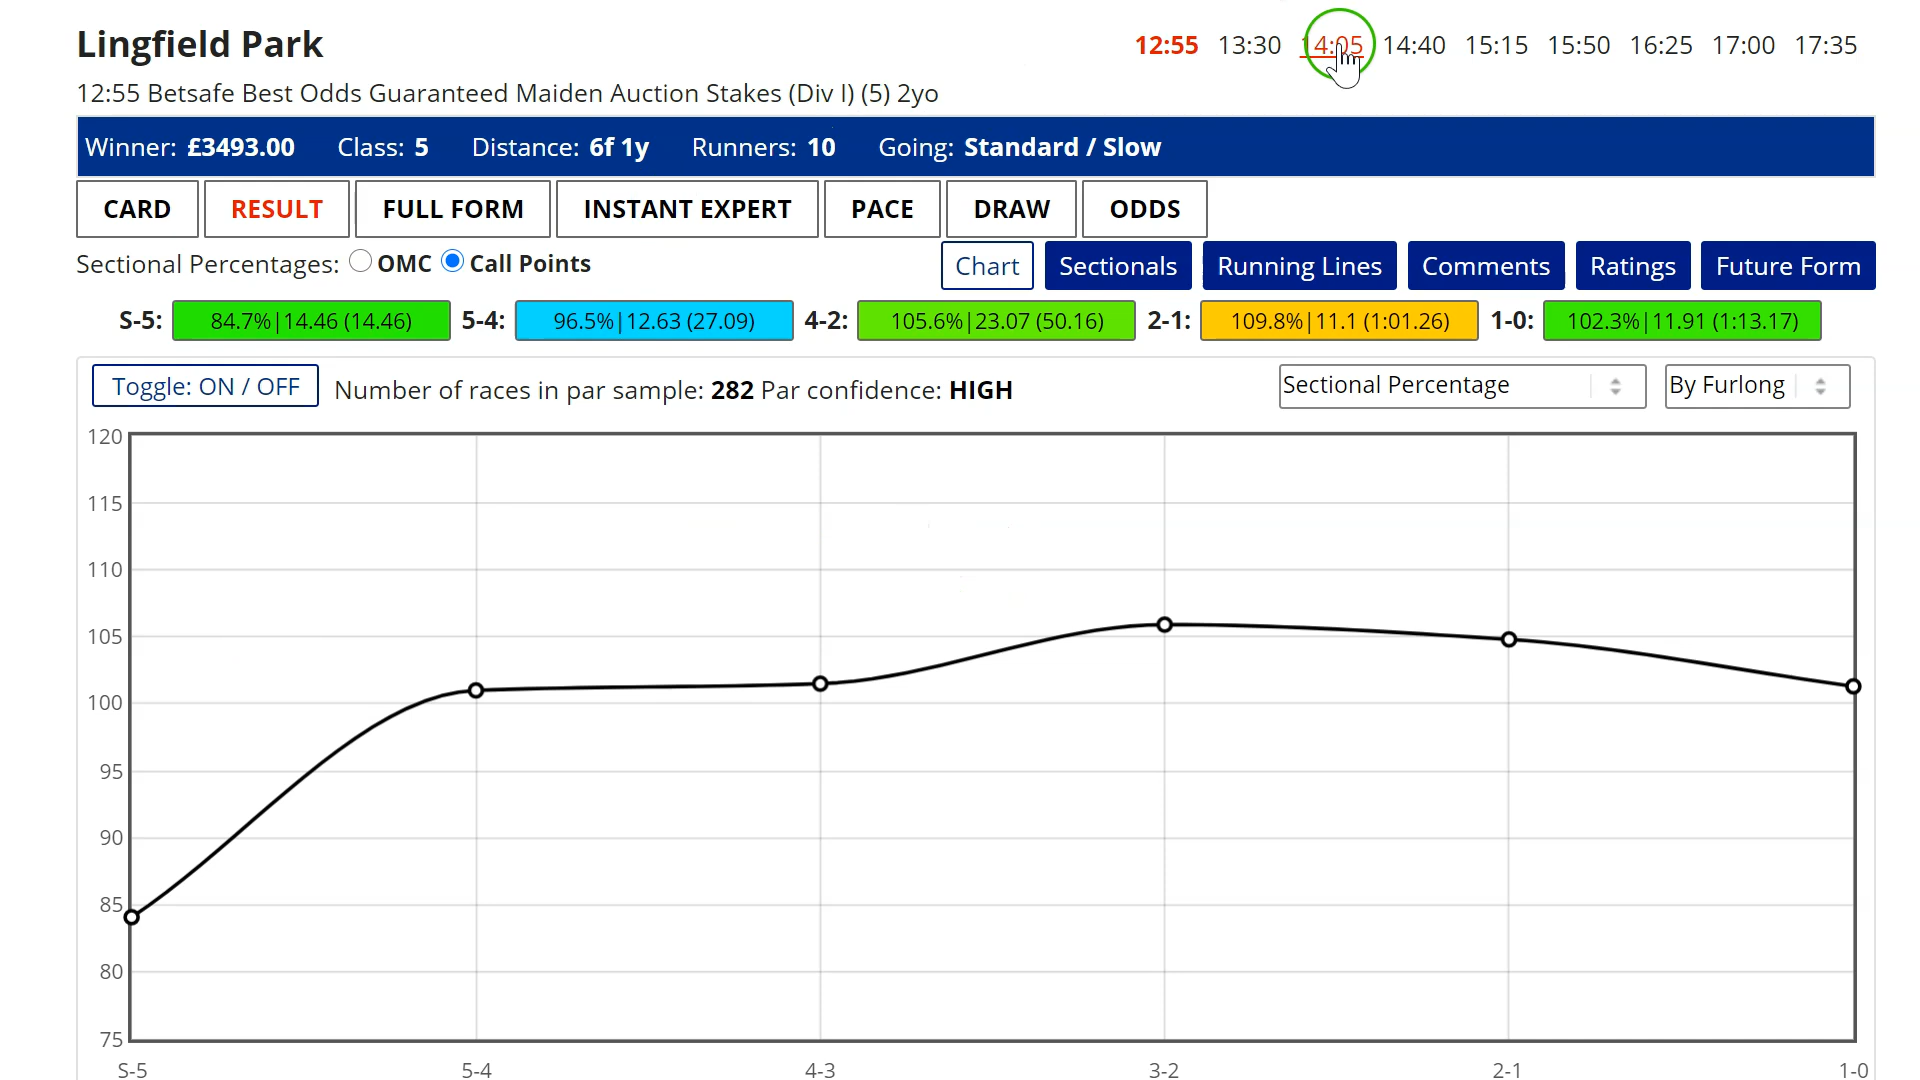 Lingfield Park
12:55 13:30 14:05 14:40 15:15 15:50 16:25 17:00 17:35
12:55 Betsafe Best Odds Guaranteed Maiden Auction Stakes (Div I) (5) 2yo
Winner: £3493.00 Class: 5 Distance: 6f 1y Runners: 10 Going: Standard / Slow
CARD RESULT FULL FORM INSTANT EXPERT PACE DRAW ODDS
Sectional Percentages: OMC Call Points Chart Sectionals Running Lines Comments Ratings Future Form
S-5: 84.7%|14.46 (14.46) 5-4: 96.5%|12.63 (27.09) 4-2: 105.6%|23.07 (50.16) 2-1: 109.8%|11.1 (1:01.26) 1-0: 102.3%|11.91 (1:13.17)
Toggle: ON / OFF Number of races in par sample: 282 Par confidence: HIGH Sectional Percentage By Furlong
120
115
110
105
100
95
90
85
80
75
S-5 5-4 4-3 3-2 2-1 1-0